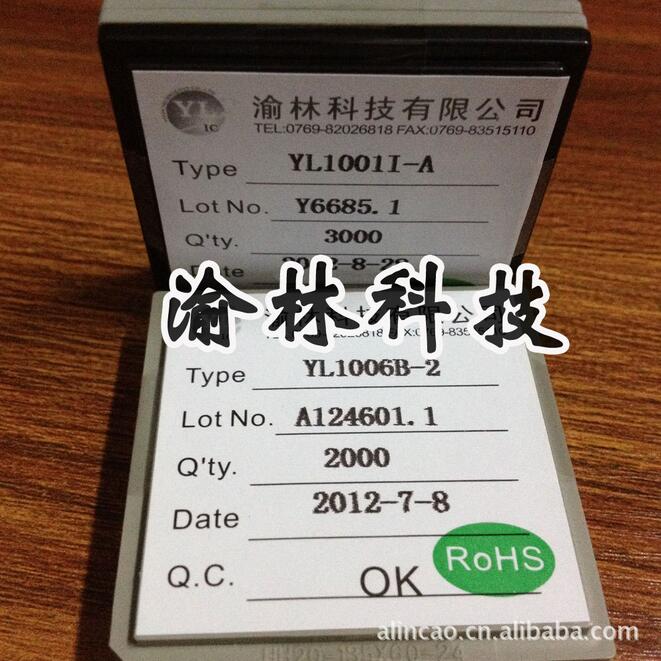 YL
IC
渝林科技有限公司
TEL:0769-82026818 FAX:0769-83515110
Type YL1001I-A
Lot No. Y6685.1
Q'ty. 3000
Date
渝林科技
Type YL1006B-2
Lot No. A124601.1
Q'ty. 2000
Date 2012-7-8
Q.C. OK
RoHS
alincao.cn.alibaba.com